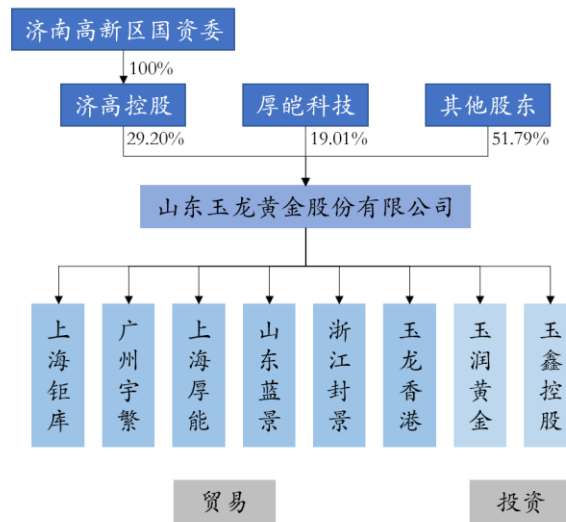 济南高新区国资委
100%
济高控股
厚皑科技
其他股东
29.20%
19.01%
51.79%
山东玉龙黄金股份有限公司
上海钜库
广州宇繁
上海厚能
山东蓝景
浙江封景
玉龙香港
玉润黄金
玉鑫控股
贸易
投资